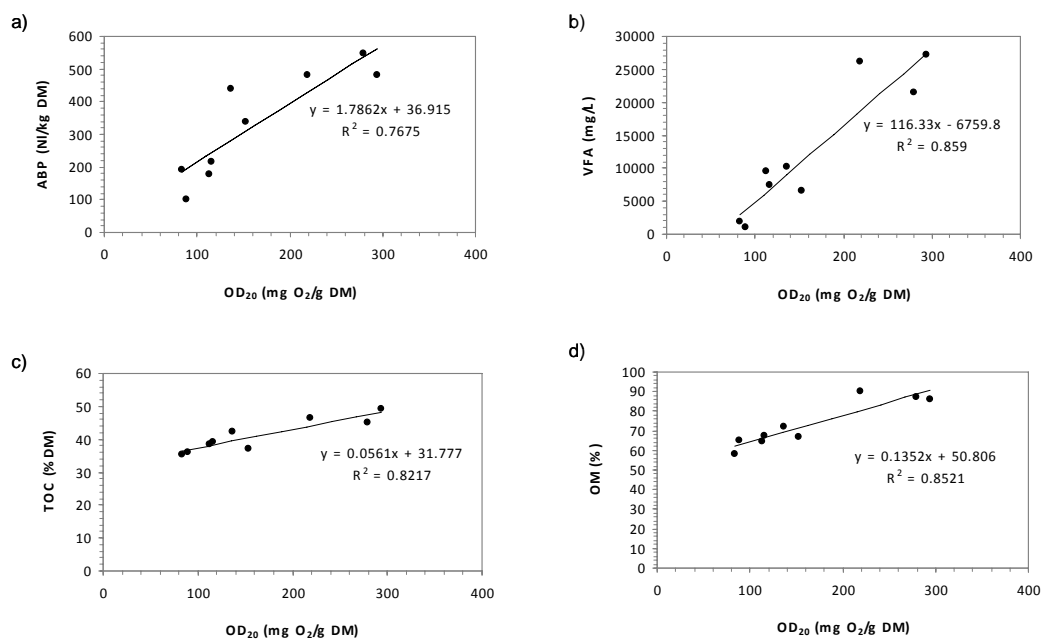 a)
600
500
400
300
200
100
0
ABP (Nl/kg DM)
y = 1.7862x + 36.915
R² = 0.7675
0 100 200 300 400
OD₂₀ (mg O₂/g DM)
b)
30000
25000
20000
15000
10000
5000
0
VFA (mg/L)
y = 116.33x - 6759.8
R² = 0.859
0 100 200 300 400
OD₂₀ (mg O₂/g DM)
c)
60
50
40
30
20
10
0
TOC (% DM)
y = 0.0561x + 31.777
R² = 0.8217
0 100 200 300 400
OD₂₀ (mg O₂/g DM)
d)
100
90
80
70
60
50
40
30
20
10
0
OM (%)
y = 0.1352x + 50.806
R² = 0.8521
0 100 200 300 400
OD₂₀ (mg O₂/g DM)